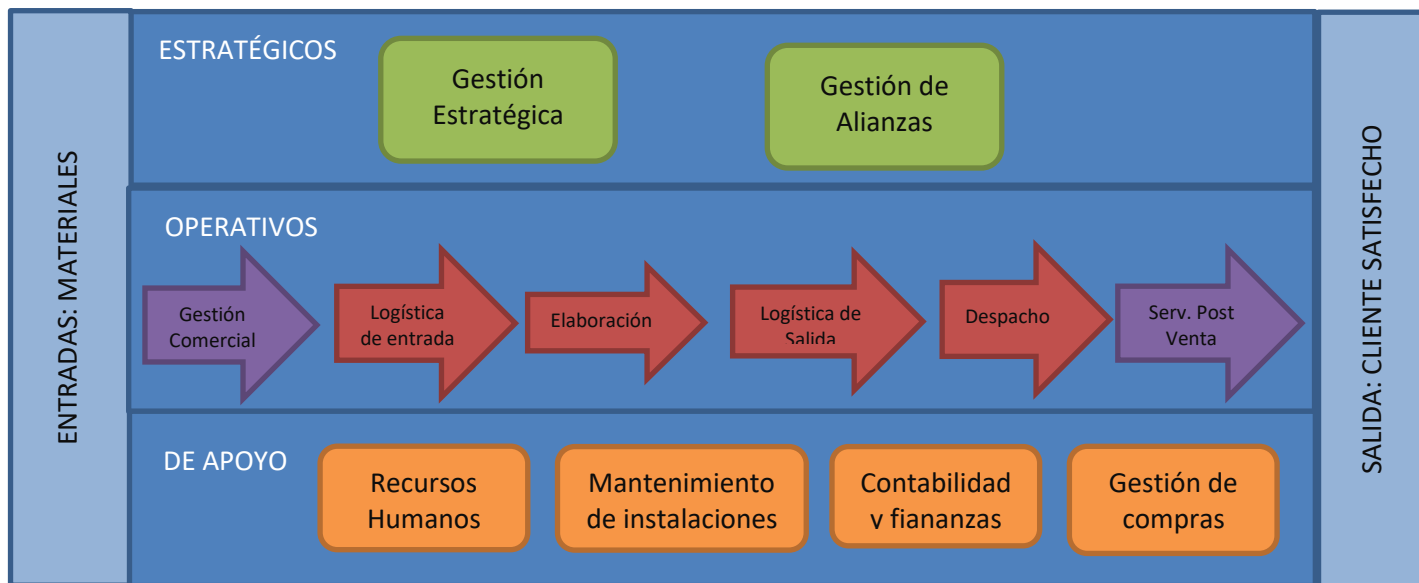 ENTRADAS: MATERIALES
ESTRATÉGICOS
Gestión
Estratégica
Gestión de
Alianzas
OPERATIVOS
Gestión
Comercial
Logística
de entrada
Elaboración
Logística de
Salida
Despacho
Serv. Post
Venta
DE APOYO
Recursos
Humanos
Mantenimiento
de instalaciones
Contabilidad
y fiananzas
Gestión de
compras
SALIDA: CLIENTE SATISFECHO